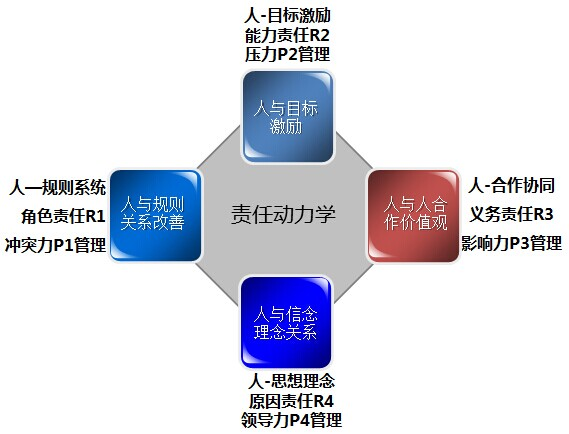 人-目标激励
能力责任R2
压力P2管理
人与目标
激励
人—规则系统
角色责任R1
冲突力P1管理
人与规则
关系改善
责任动力学
人与人合
作价值观
人-合作协同
义务责任R3
影响力P3管理
人与信念
理念关系
人-思想理念
原因责任R4
领导力P4管理